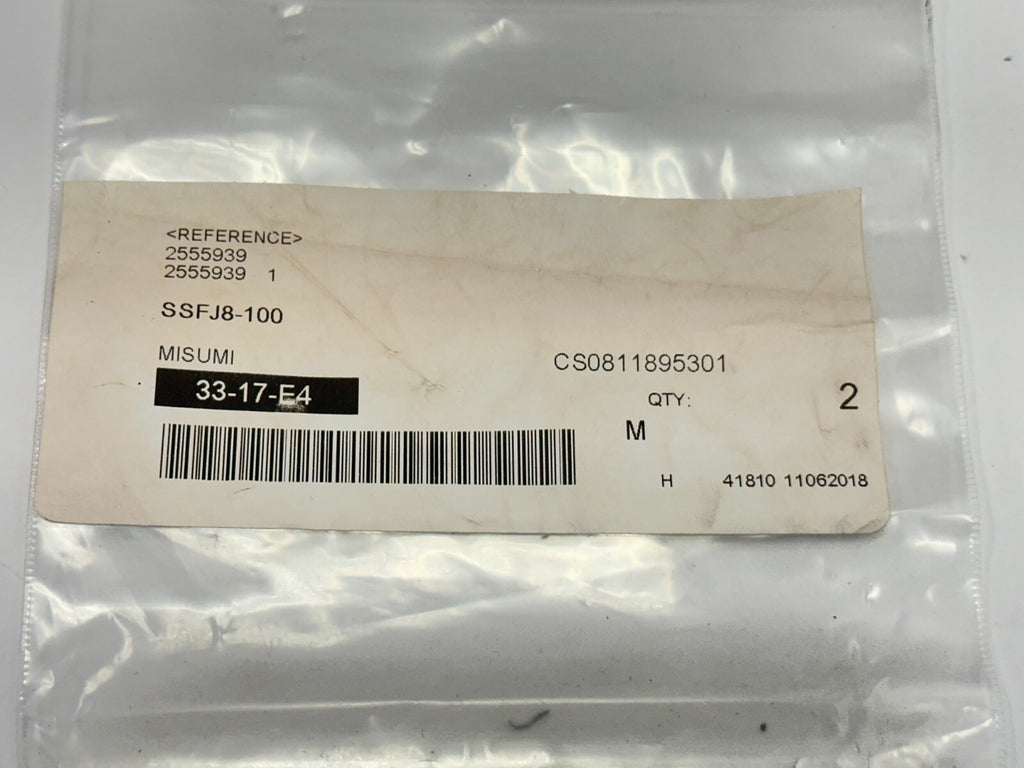 <REFERENCE>
2555939
2555939 1
SSFJ8-100
MISUMI
33-17-E4
CS0811895301
QTY: 2
M
H 41810 11062018